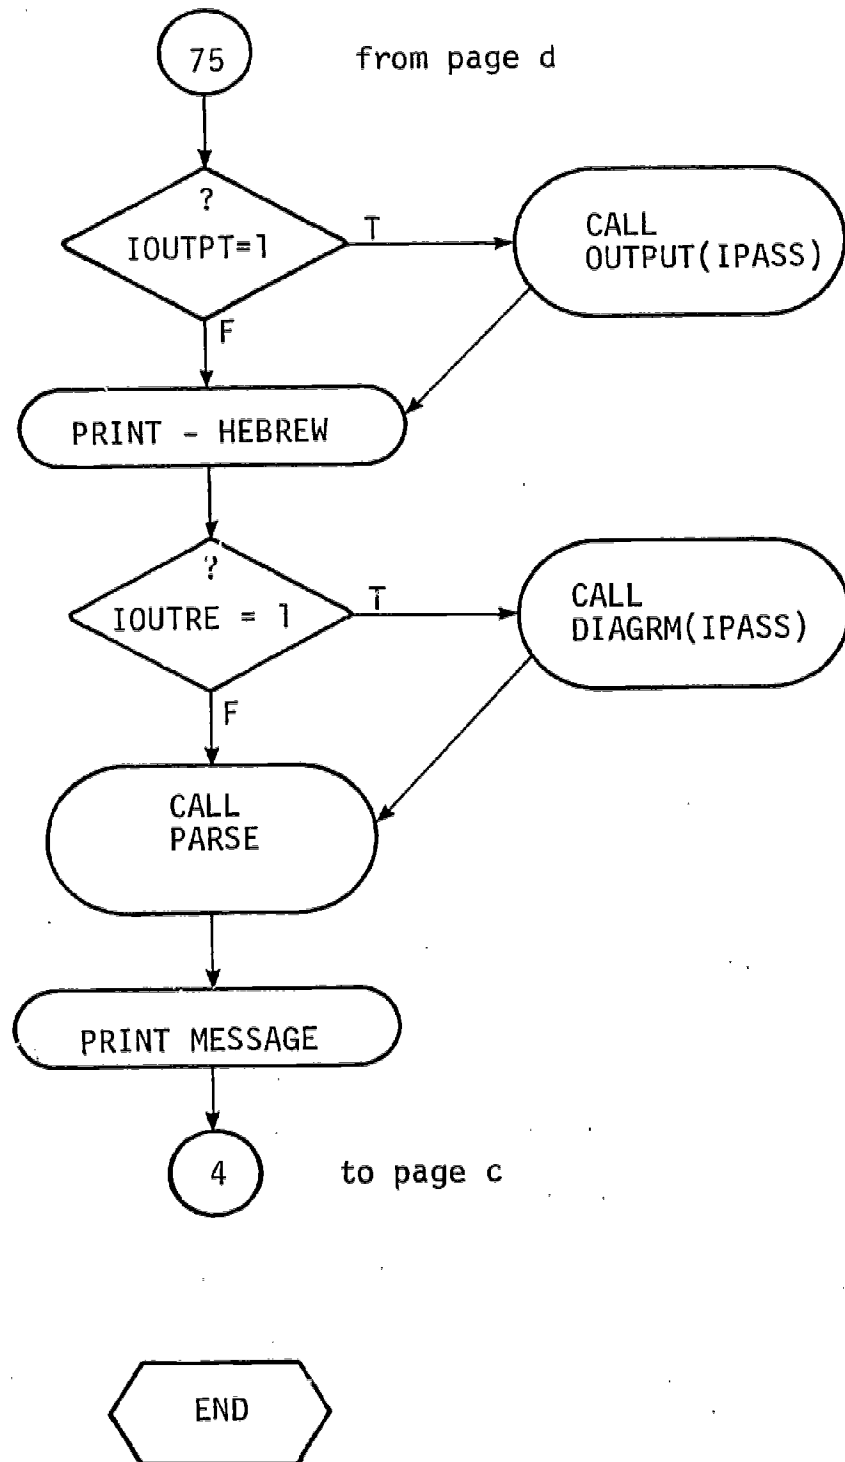 75
from page d
?
IOUTPT=1
T
CALL
OUTPUT(IPASS)
F
PRINT - HEBREW
?
IOUTRE = 1
T
CALL
DIAGRM(IPASS)
F
CALL
PARSE
PRINT MESSAGE
4
to page c
END